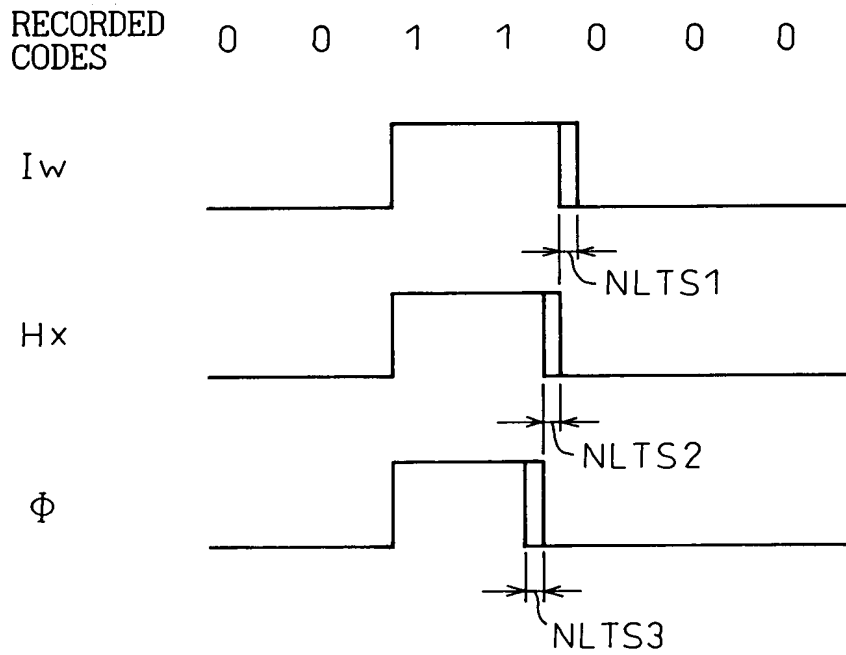 RECORDED
CODES
0 0 1 1 0 0 0
Iw
NLTS1
Hx
NLTS2
Φ
NLTS3